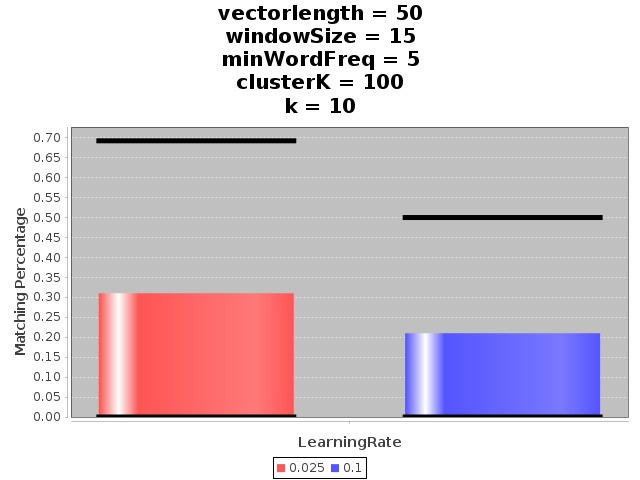 vectorlength = 50
windowSize = 15
minWordFreq = 5
clusterK = 100
k = 10
0.70
0.65
0.60
0.55
0.50
0.45
0.40
0.35
0.30
0.25
0.20
0.15
0.10
0.05
0.00
Matching Percentage
LearningRate
0.025 0.1